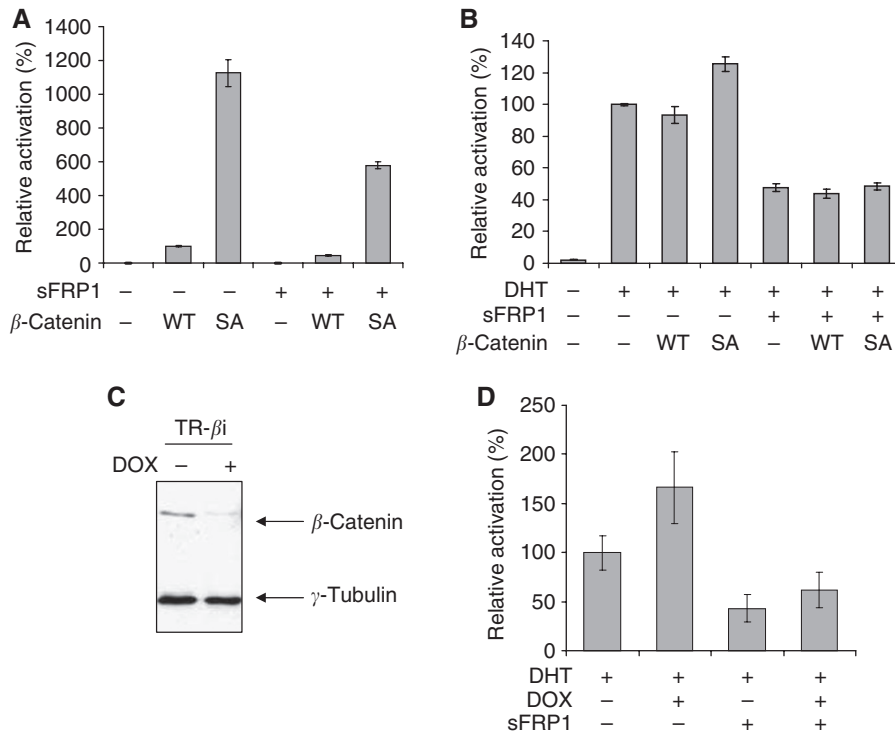 A
Relative activation (%)
1400
1200
1000
800
600
400
200
0
sFRP1 – – – + + +
β-Catenin – WT SA – WT SA
B
Relative activation (%)
140
120
100
80
60
40
20
0
DHT – + + + + + +
sFRP1 – – – – + + +
β-Catenin – – WT SA – WT SA
C
TR-βi
DOX – +
β-Catenin
γ-Tubulin
D
Relative activation (%)
250
200
150
100
50
0
DHT + + + +
DOX – + – +
sFRP1 – – + +